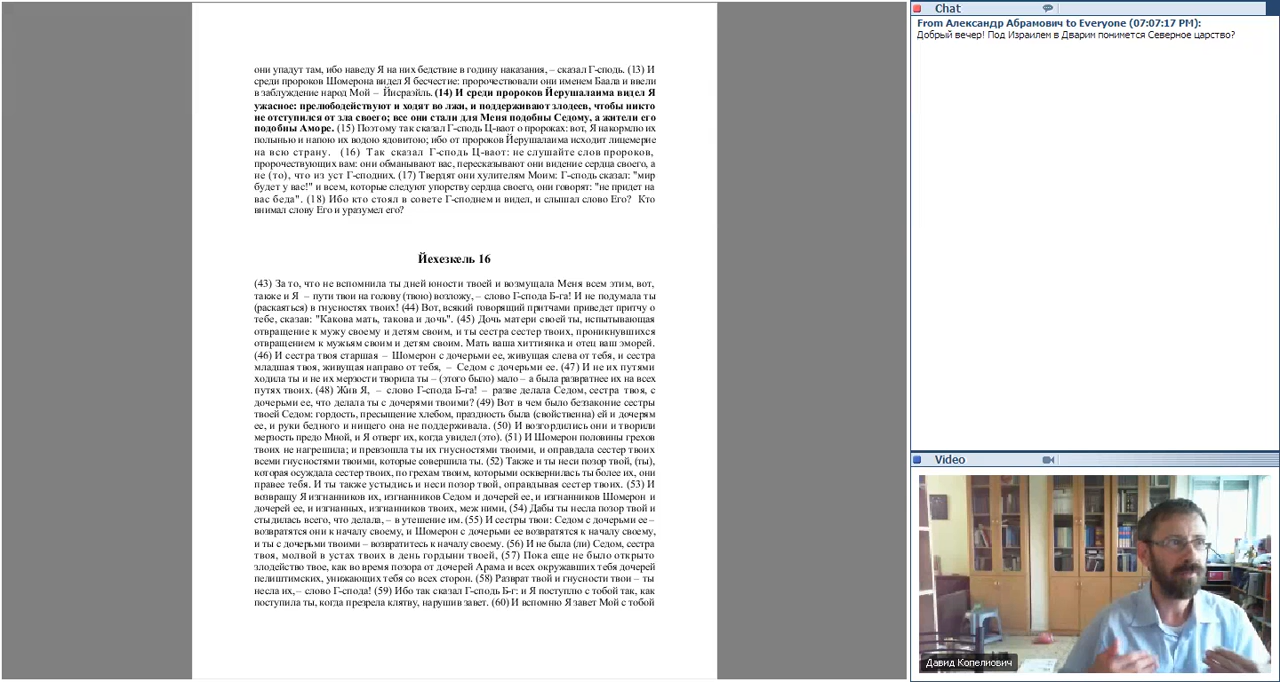 они упадут там, ибо наведу Я на них бедствие в годину наказания, – сказал Г-сподь. (13) И
среди пророков Шомерона видел Я бесчестие: пророчествовали они именем Баала и ввели
в заблуждение народ Мой – Йисраэйль. (14) И среди пророков Йерушалаима видел Я
ужасное: прелюбодействуют и ходят во лжи, и поддерживают злодеев, чтобы никто
не отступился от зла своего; все они стали для Меня подобны Седому, а жители его
подобны Аморе. (15) Поэтому так сказал Г-сподь Ц-ваот о пророках: вот, Я накормлю их
полынью и напою их водою ядовитою; ибо от пророков Йерушалаима исходит лицемерие
на всю страну. (16) Так сказал Г-сподь Ц-ваот: не слушайте слов пророков,
пророчествующих вам: они обманывают вас, пересказывают они видение сердца своего, а
не (то), что из уст Г-сподних. (17) Твердят они хулителям Моим: Г-сподь сказал: "мир
будет у вас!" и всем, которые следуют упорству сердца своего, они говорят: "не придет на
вас беда". (18) Ибо кто стоял в совете Г-споднем и видел, и слышал слово Его? Кто
внимал слову Его и уразумел его?
Йехезкель 16
(43) За то, что не вспомнила ты дней юности твоей и возмущала Меня всем этим, вот,
также и Я – пути твои на голову (твою) возложу, – слово Г-спода Б-га! И не подумала ты
(раскаяться) в гнусностях твоих! (44) Вот, всякий говорящий притчами приведет притчу о
тебе, сказав: "Какова мать, такова и дочь". (45) Дочь матери своей ты, испытывающая
отвращение к мужу своему и детям своим, и ты сестра сестер твоих, проникнувшихся
отвращением к мужьям своим и детям своим. Мать ваша хиттиянка и отец ваш эморей.
(46) И сестра твоя старшая – Шомерон с дочерьми ее, живущая слева от тебя, и сестра
младшая твоя, живущая направо от тебя, – Седом с дочерьми ее. (47) И не их путями
ходила ты и не их мерзости творила ты – (этого было) мало – а была развратнее их на всех
путях твоих. (48) Жив Я, – слово Г-спода Б-га! – разве делала Седом, сестра твоя, с
дочерьми ее, что делала ты с дочерями твоими? (49) Вот в чем было беззаконие сестры
твоей Седом: гордость, пресыщение хлебом, праздность была (свойственна) ей и дочерям
ее, и руки бедного и нищего она не поддерживала. (50) И возгордились они и творили
мерзость предо Мной, и Я отверг их, когда увидел (это). (51) И Шомерон половины грехов
твоих не нагрешила; и превзошла ты их гнусностями твоими, и оправдала сестер твоих
всеми гнусностями твоими, которые совершила ты. (52) Также и ты неси позор твой, (ты),
которая осуждала сестер твоих, по грехам твоим, которыми осквернилась ты более их, они
правее тебя. И ты также устыдись и неси позор твой, оправдывая сестер твоих. (53) И
возвращу Я изгнанников их, изгнанников Седом и дочерей ее, и изгнанников Шомерон и
дочерей ее, и изгнанных, изгнанников твоих, меж ними, (54) Дабы ты несла позор твой и
стыдилась всего, что делала, – в утешение им. (55) И сестры твои: Седом с дочерьми ее –
возвратятся они к началу своему, и Шомерон с дочерьми ее возвратятся к началу своему,
и ты с дочерьми твоими – возвратитесь к началу своему. (56) И не была (ли) Седом, сестра
твоя, молвой в устах твоих в день гордыни твоей, (57) Пока еще не было открыто
злодейство твое, как во время позора от дочерей Арама и всех окружавших тебя дочерей
пелиштимских, унижающих тебя со всех сторон. (58) Разврат твой и гнусности твои – ты
несла их, – слово Г-спода! (59) Ибо так сказал Г-сподь Б-г: и Я поступлю с тобой так, как
поступила ты, когда презрела клятву, нарушив завет. (60) И вспомню Я завет Мой с тобой
Chat
From Александр Абрамович to Everyone (07:07:17 PM):
Добрый вечер! Под Израилем в Дварим понимется Северное царство?
Video
Давид Копелиович